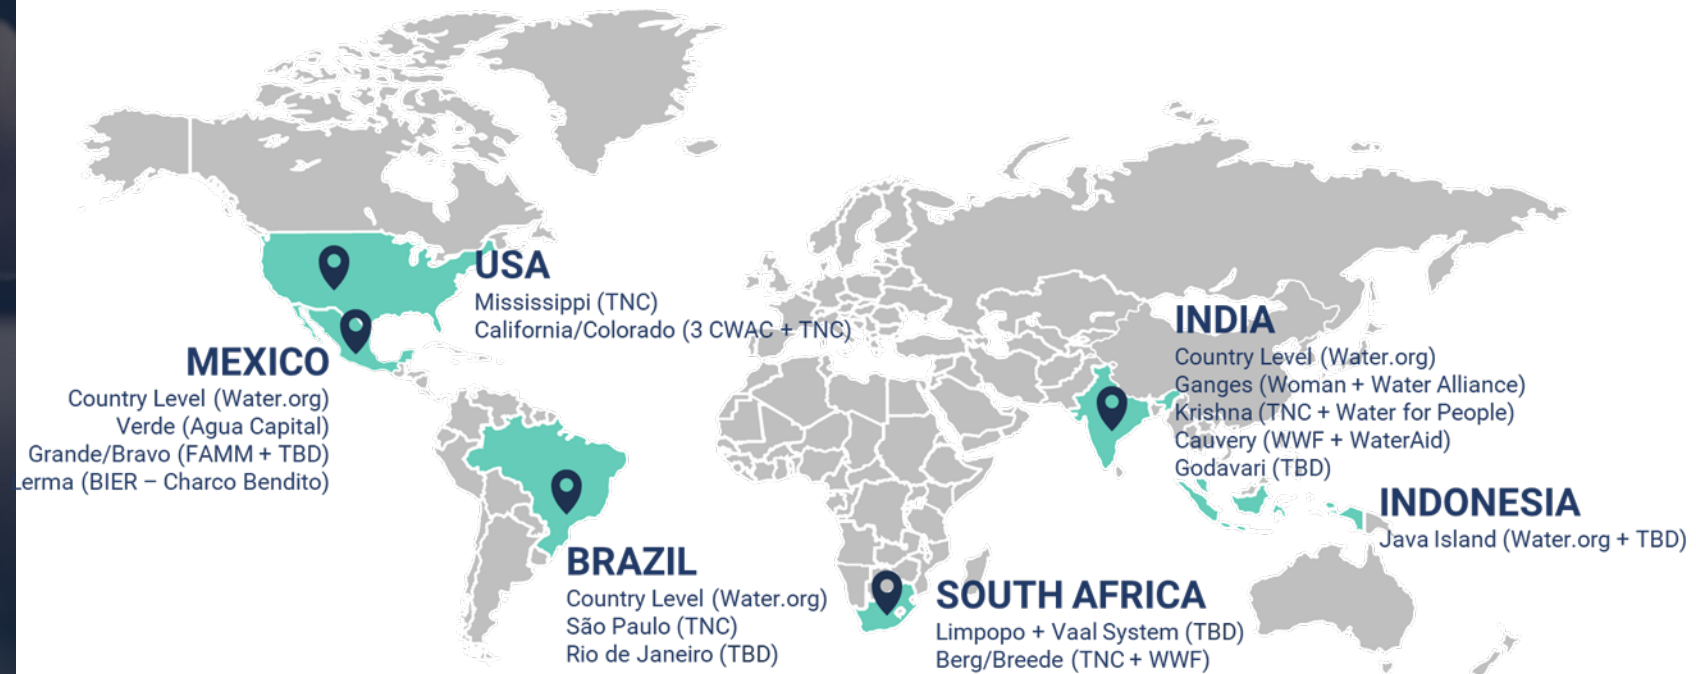 USA
Mississippi (TNC)
California/Colorado (3 CWAC + TNC)
MEXICO
Country Level (Water.org)
Verde (Agua Capital)
Grande/Bravo (FAMM + TBD)
Lerma (BIER – Charco Bendito)
BRAZIL
Country Level (Water.org)
São Paulo (TNC)
Rio de Janeiro (TBD)
SOUTH AFRICA
Limpopo + Vaal System (TBD)
Berg/Breede (TNC + WWF)
INDIA
Country Level (Water.org)
Ganges (Woman + Water Alliance)
Krishna (TNC + Water for People)
Cauvery (WWF + WaterAid)
Godavari (TBD)
INDONESIA
Java Island (Water.org + TBD)